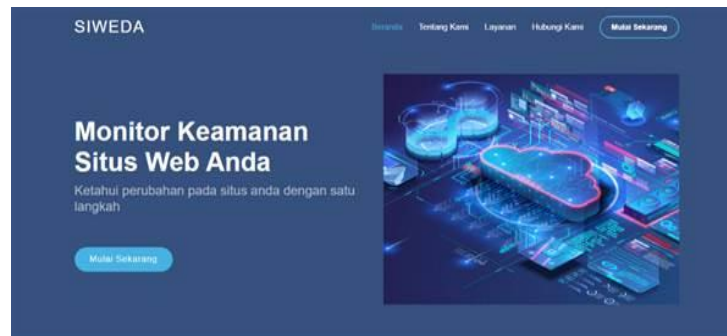 SIWEDA
Beranda Tentang Kami Layanan Hubungi Kami Mulai Sekarang
Monitor Keamanan
Situs Web Anda
Ketahui perubahan pada situs anda dengan satu
langkah
Mulai Sekarang